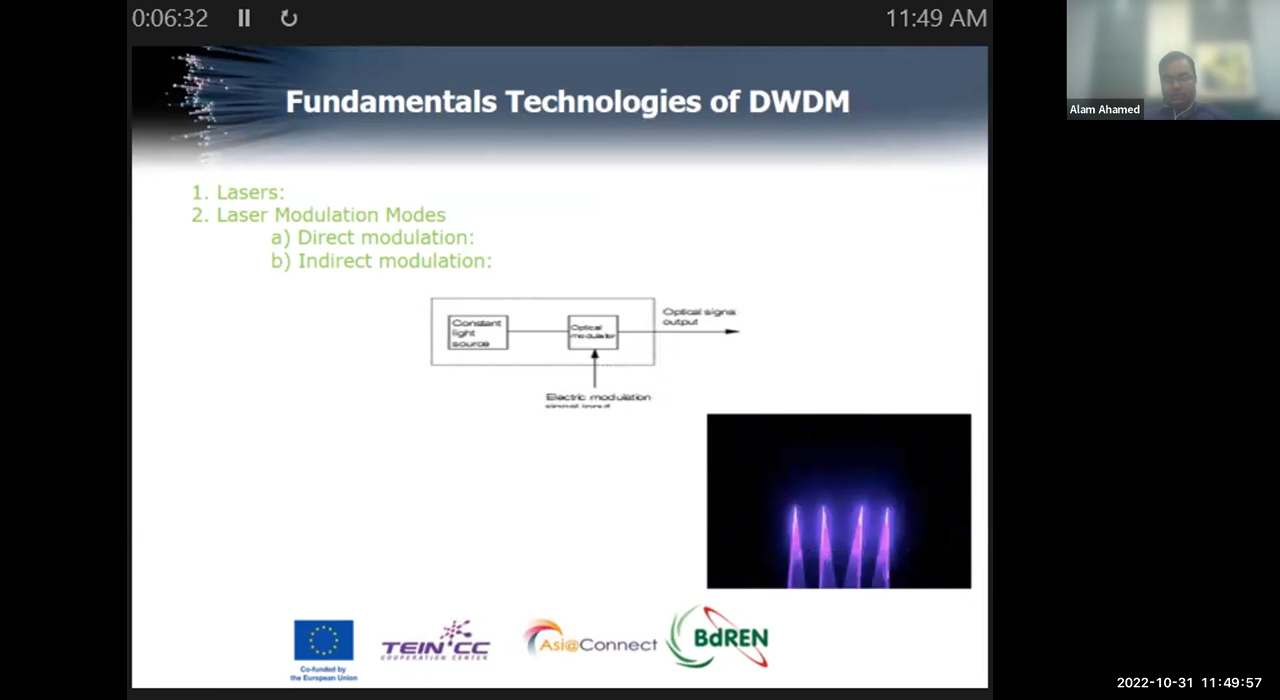 0:06:32
11:49 AM
Alam Ahamed
Fundamentals Technologies of DWDM
1. Lasers:
2. Laser Modulation Modes
a) Direct modulation:
b) Indirect modulation:
Constant
light
source
Optical
modulator
Optical signal
output
Electric modulation
Co-funded by
the European Union
TEIN*CC
COOPERATION CENTER
Asi@Connect
BdREN
2022-10-31 11:49:57